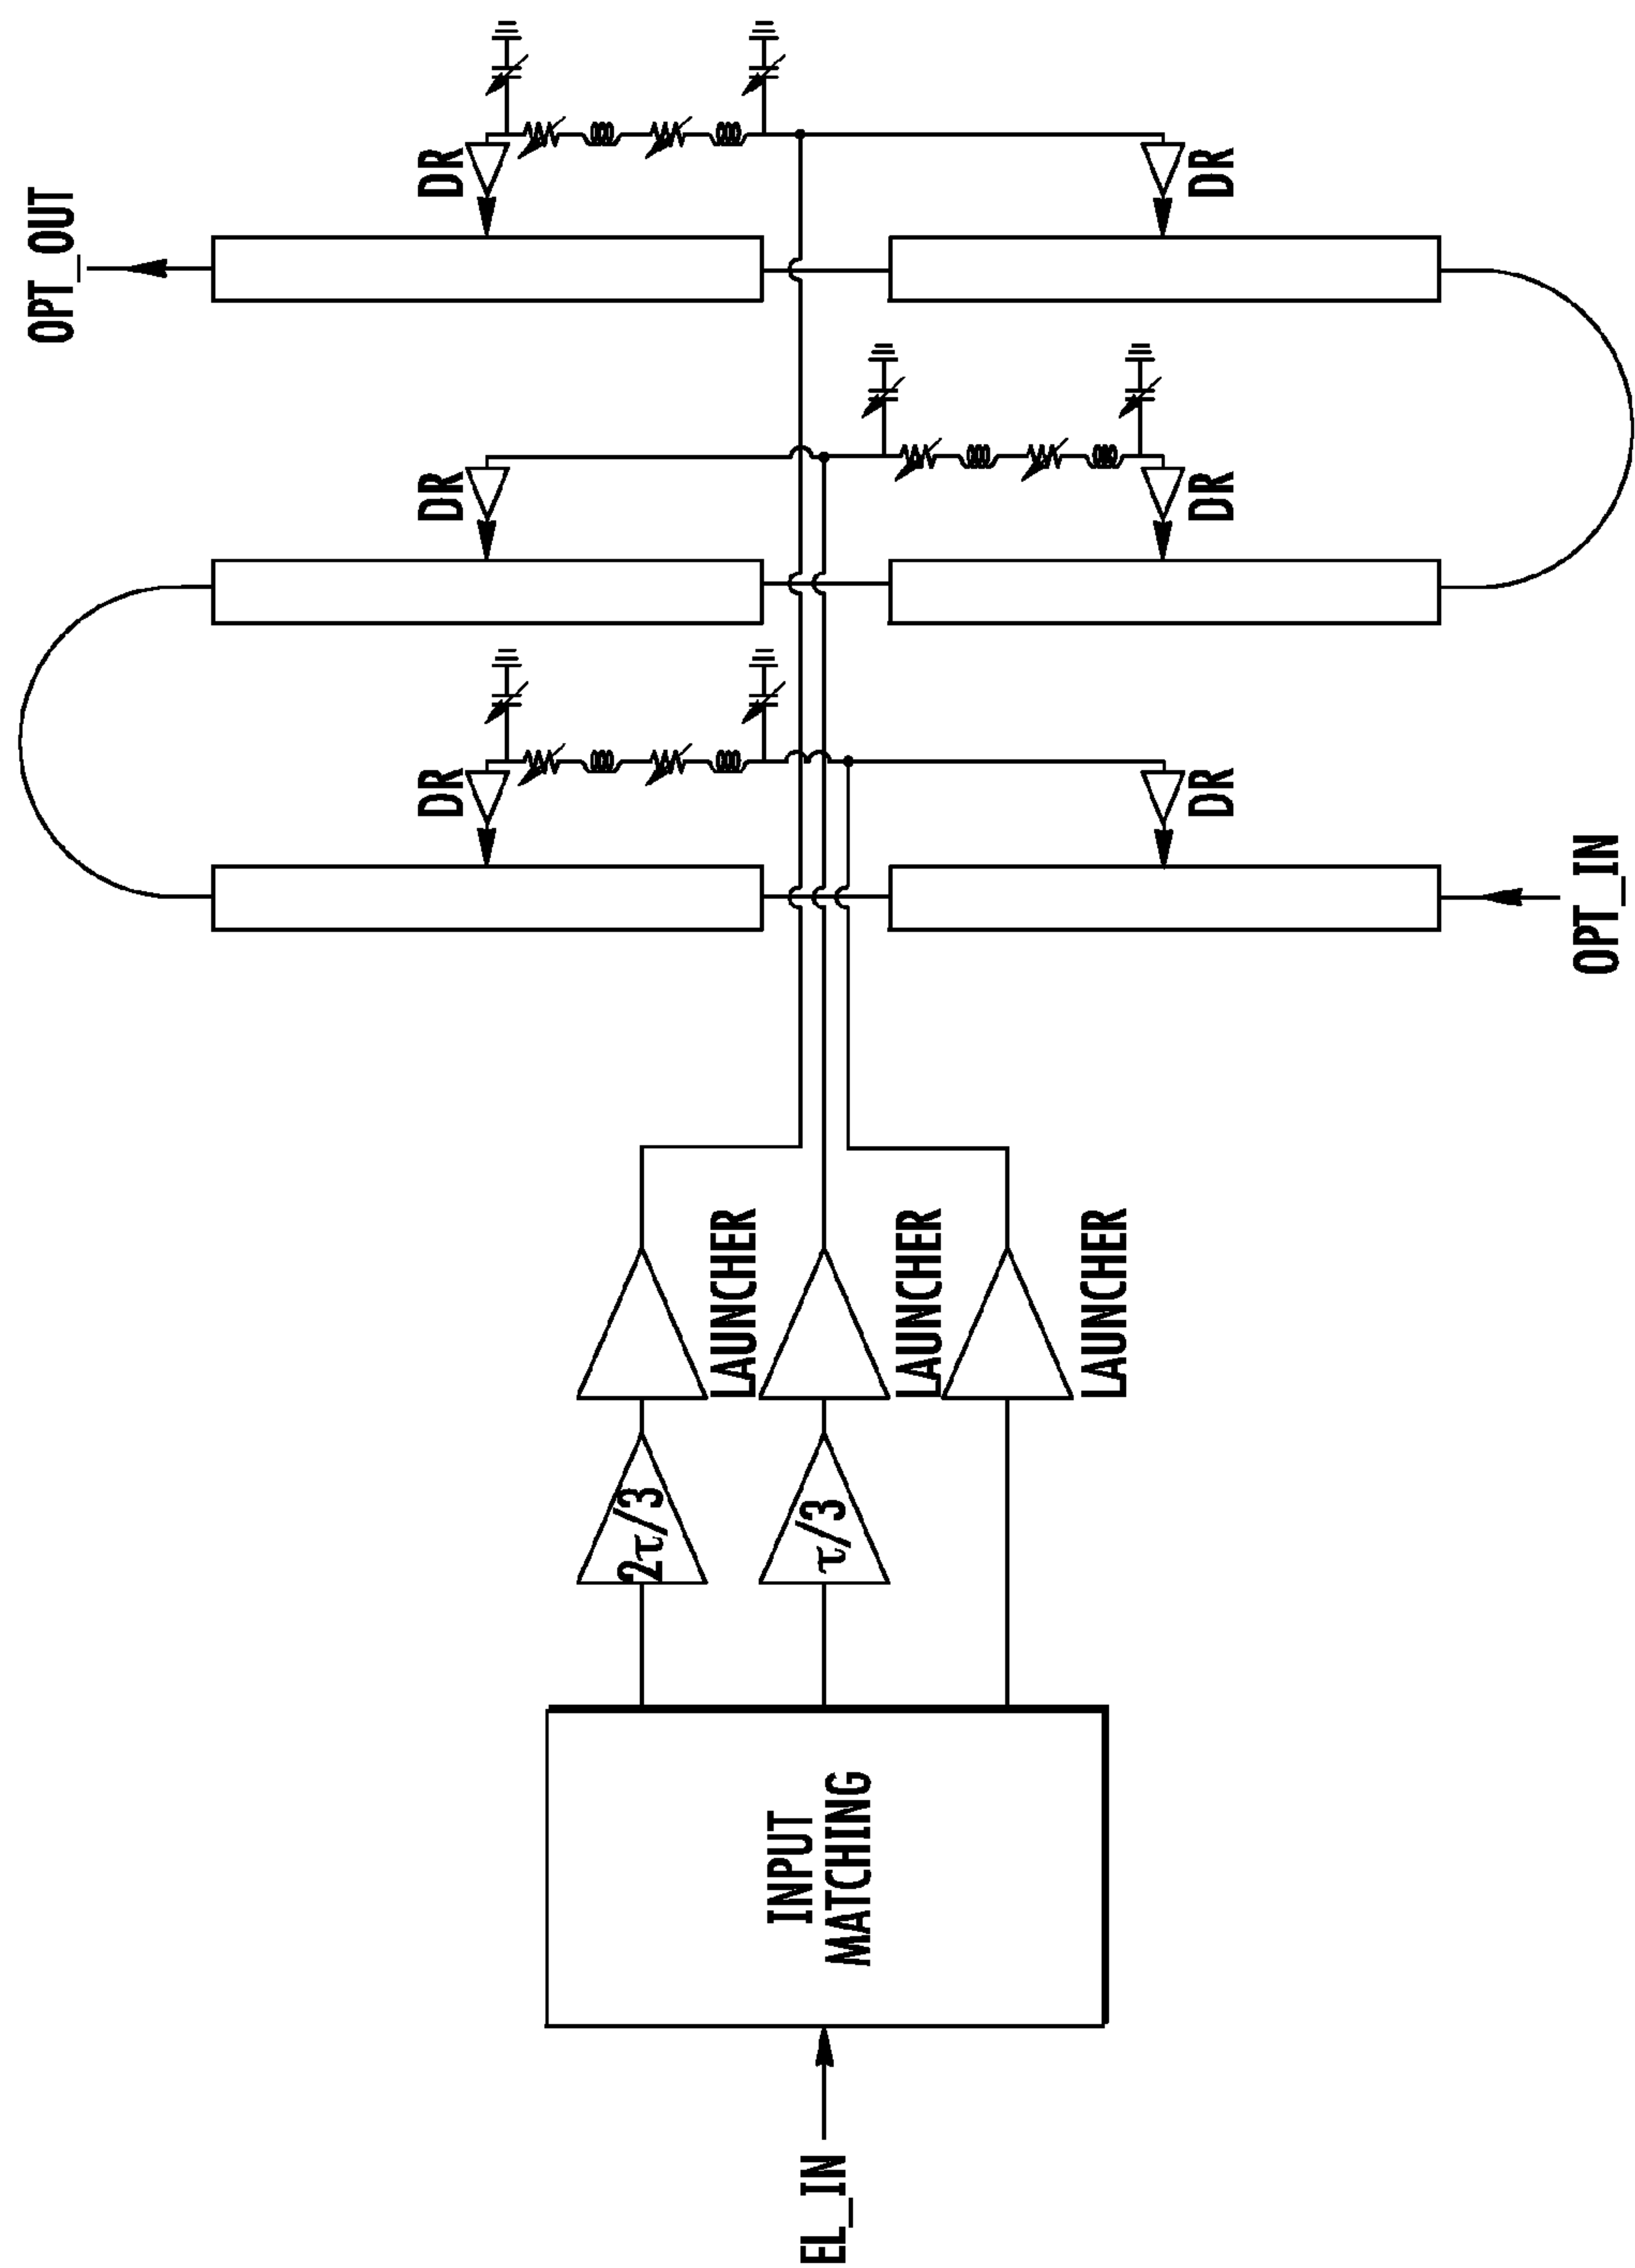 EL_IN
INPUT
MATCHING
2τ/3
τ/3
LAUNCHER
LAUNCHER
LAUNCHER
OPT_IN
OPT_OUT
DR
DR
DR
DR
DR
DR